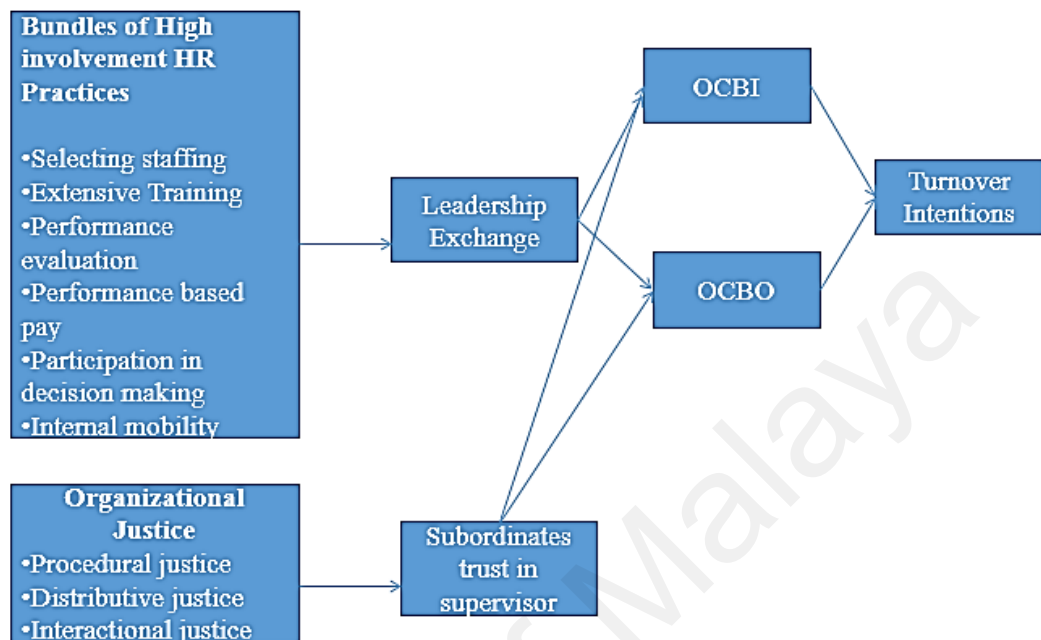 Bundles of High
involvement HR
Practices
•Selecting staffing
•Extensive Training
•Performance
evaluation
•Performance based
pay
•Participation in
decision making
•Internal mobility
Leadership
Exchange
OCBI
OCBO
Turnover
Intentions
Organizational
Justice
•Procedural justice
•Distributive justice
•Interactional justice
Subordinates
trust in
supervisor
Malaya